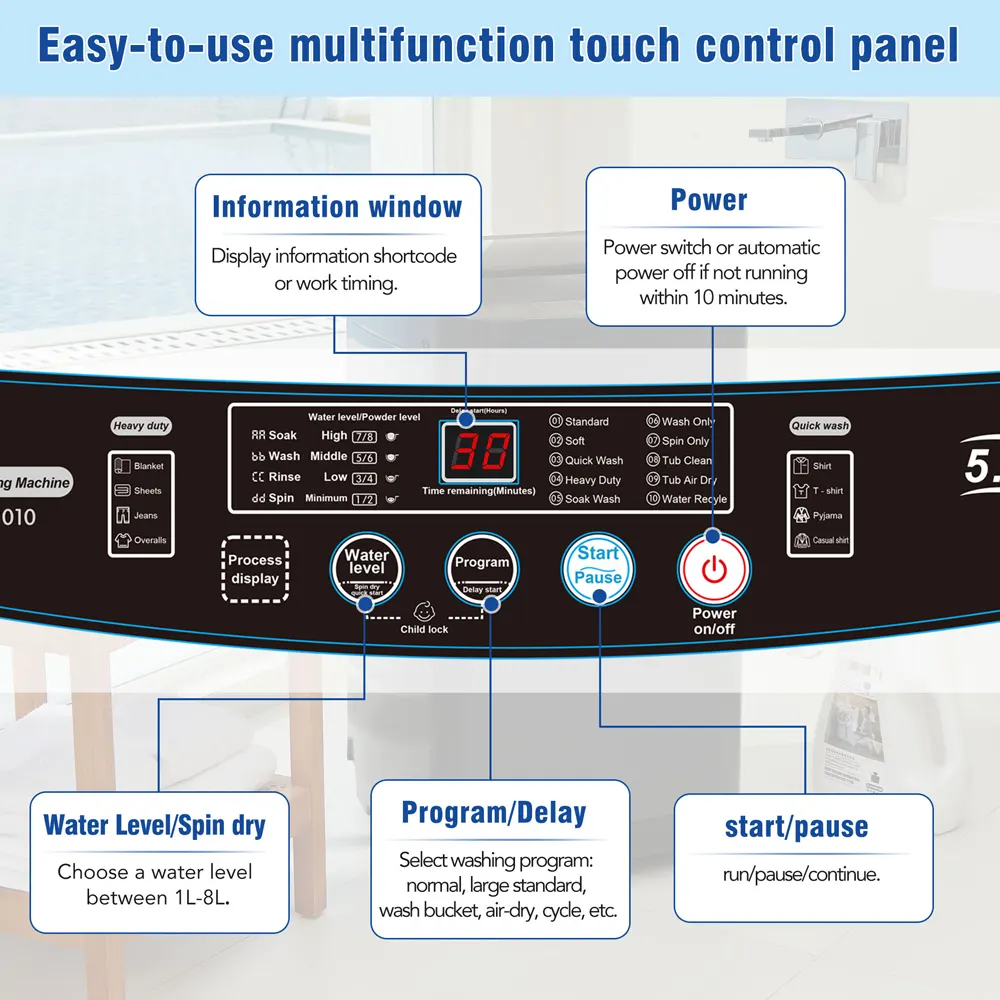 Easy-to-use multifunction touch control panel
Information window
Display information shortcode
or work timing.
Power
Power switch or automatic
power off if not running
within 10 minutes.
Heavy duty
Blanket
Sheets
Jeans
Overalls
ng Machine
010
Water level/Powder level
AA Soak High 7/8
bb Wash Middle 5/6
CC Rinse Low 3/4
dd Spin Minimum 1/2
Delay start(Hours)
30
Time remaining(Minutes)
01 Standard
02 Soft
03 Quick Wash
04 Heavy Duty
05 Soak Wash
06 Wash Only
07 Spin Only
08 Tub Clean
09 Tub Air Dry
10 Water Recyle
Quick wash
Shirt
T - shirt
Pyjama
Casual shirt
5.
Process
display
Water
level
Spin dry
quick start
Program
Delay start
Child lock
Start
Pause
Power
on/off
Water Level/Spin dry
Choose a water level
between 1L-8L.
Program/Delay
Select washing program:
normal, large standard,
wash bucket, air-dry, cycle, etc.
start/pause
run/pause/continue.